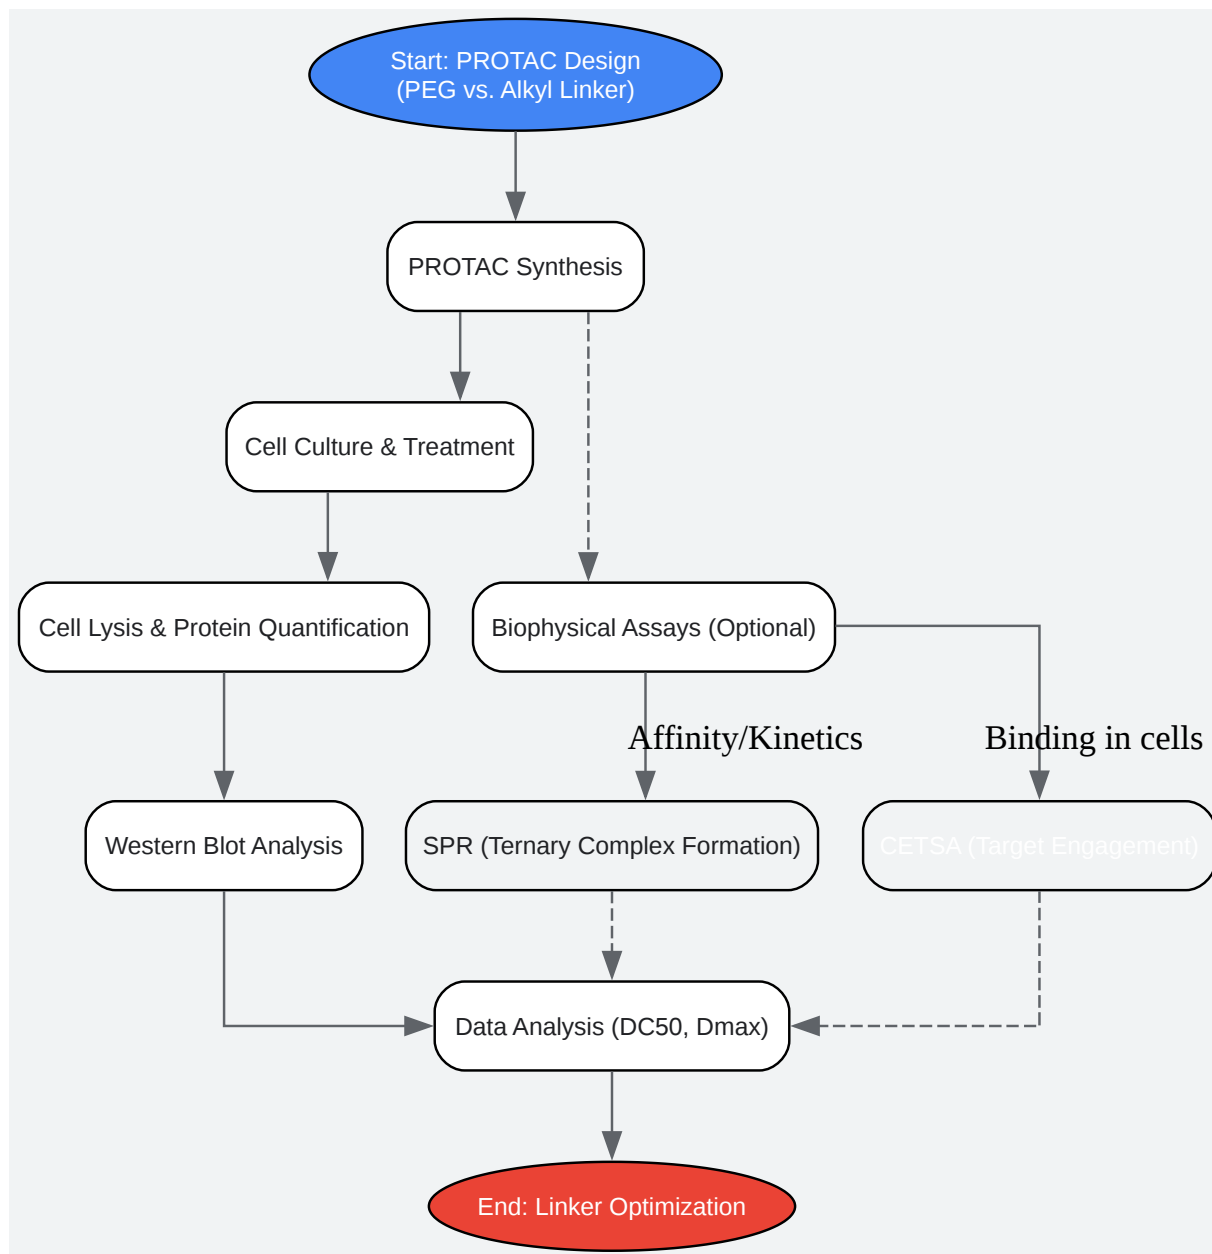 Start: PROTAC Design
(PEG vs. Alkyl Linker)
PROTAC Synthesis
Cell Culture & Treatment
Cell Lysis & Protein Quantification
Biophysical Assays (Optional)
Affinity/Kinetics
Binding in cells
Western Blot Analysis
SPR (Ternary Complex Formation)
CETSA (Target Engagement)
Data Analysis (DC50, Dmax)
End: Linker Optimization